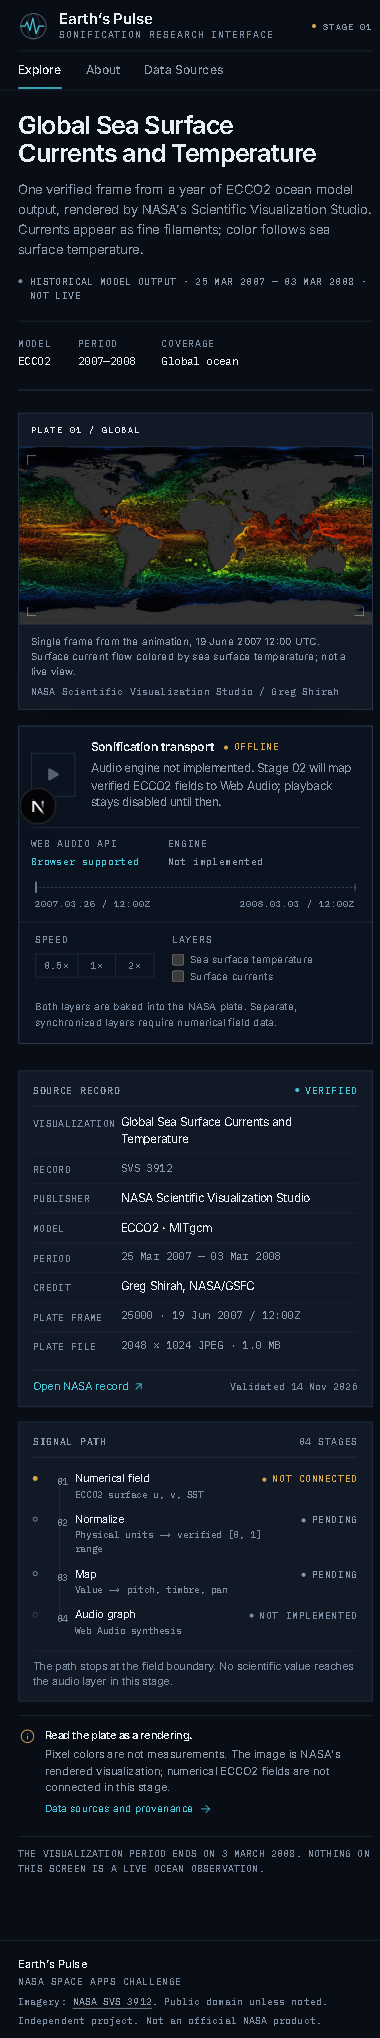 Earth's Pulse
SONIFICATION RESEARCH INTERFACE
STAGE 01
Explore About Data Sources
Global Sea Surface
Currents and Temperature
One verified frame from a year of ECCO2 ocean model
output, rendered by NASA's Scientific Visualization Studio.
Currents appear as fine filaments; color follows sea
surface temperature.
HISTORICAL MODEL OUTPUT · 25 MAR 2007 — 03 MAR 2008 ·
NOT LIVE
MODEL PERIOD COVERAGE
ECCO2 2007–2008 Global ocean
PLATE 01 / GLOBAL
Single frame from the animation, 19 June 2007 12:00 UTC.
Surface current flow colored by sea surface temperature; not a
live view.
NASA Scientific Visualization Studio / Greg Shirah
Sonification transport OFFLINE
Audio engine not implemented. Stage 02 will map
verified ECCO2 fields to Web Audio; playback
stays disabled until then.
N
WEB AUDIO API ENGINE
Browser supported Not implemented
2007.03.26 / 12:00Z 2008.03.03 / 12:00Z
SPEED LAYERS
0.5× 1× 2× Sea surface temperature
Surface currents
Both layers are baked into the NASA plate. Separate,
synchronized layers require numerical field data.
SOURCE RECORD VERIFIED
VISUALIZATION Global Sea Surface Currents and
Temperature
RECORD SVS 3912
PUBLISHER NASA Scientific Visualization Studio
MODEL ECCO2 · MITgcm
PERIOD 25 Mar 2007 — 03 Mar 2008
CREDIT Greg Shirah, NASA/GSFC
PLATE FRAME 25000 · 19 Jun 2007 / 12:00Z
PLATE FILE 2048 × 1024 JPEG · 1.0 MB
Open NASA record ↗ Validated 14 Nov 2026
SIGNAL PATH 04 STAGES
01 Numerical field NOT CONNECTED
ECCO2 surface u, v, SST
02 Normalize PENDING
Physical units → verified [0, 1]
range
03 Map PENDING
Value → pitch, timbre, pan
04 Audio graph NOT IMPLEMENTED
Web Audio synthesis
The path stops at the field boundary. No scientific value reaches
the audio layer in this stage.
Read the plate as a rendering.
Pixel colors are not measurements. The image is NASA's
rendered visualization; numerical ECCO2 fields are not
connected in this stage.
Data sources and provenance →
THE VISUALIZATION PERIOD ENDS ON 3 MARCH 2008. NOTHING ON
THIS SCREEN IS A LIVE OCEAN OBSERVATION.
Earth's Pulse
NASA SPACE APPS CHALLENGE
Imagery: NASA SVS 3912. Public domain unless noted.
Independent project. Not an official NASA product.